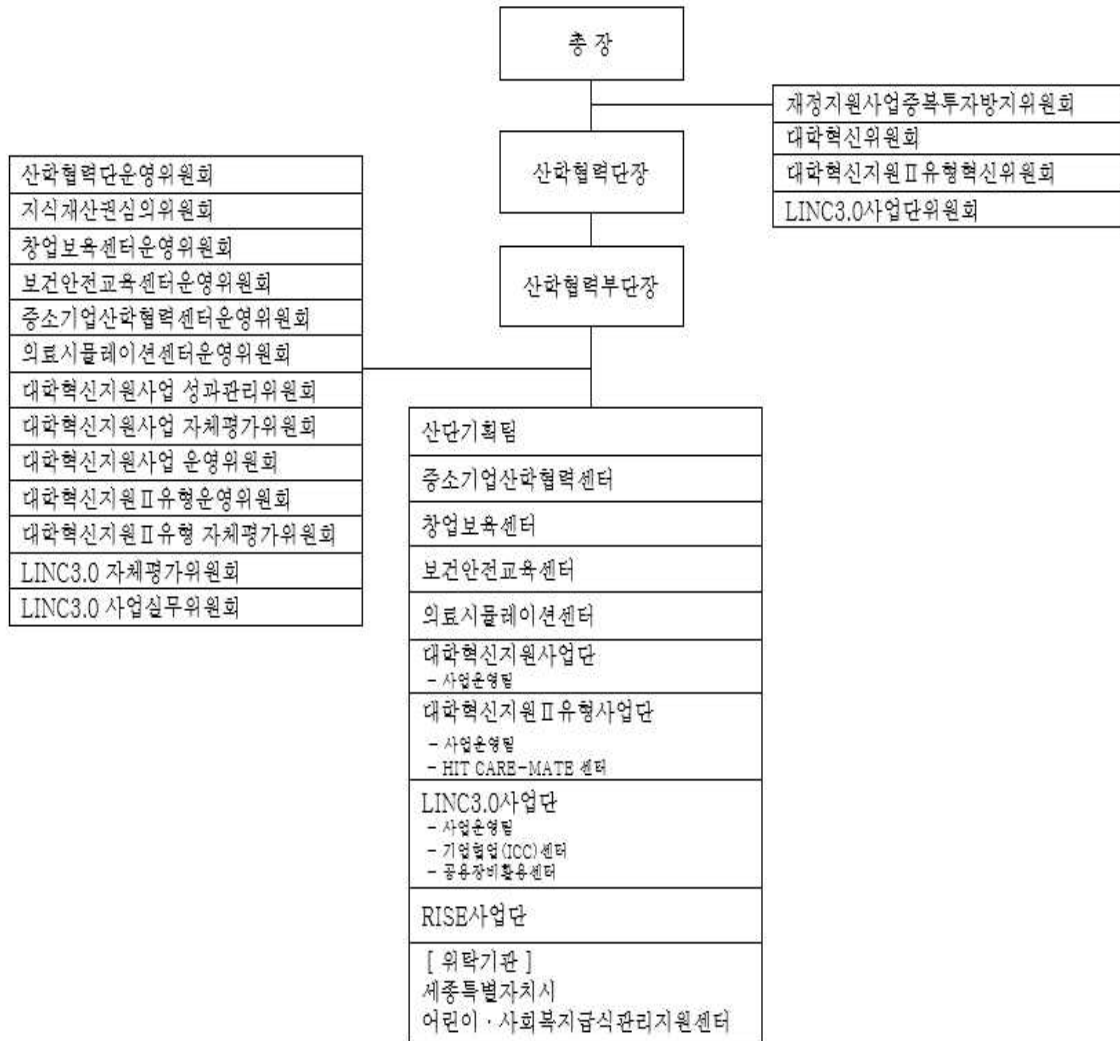 총 장
재정지원사업중복투자방지위원회
대학혁신위원회
대학혁신지원Ⅱ유형혁신위원회
LINC3.0사업단위원회
산학협력단장
산학협력부단장
산학협력단운영위원회
지식재산권심의위원회
창업보육센터운영위원회
보건안전교육센터운영위원회
중소기업산학협력센터운영위원회
의료시뮬레이션센터운영위원회
대학혁신지원사업 성과관리위원회
대학혁신지원사업 자체평가위원회
대학혁신지원사업 운영위원회
대학혁신지원Ⅱ유형운영위원회
대학혁신지원Ⅱ유형 자체평가위원회
LINC3.0 자체평가위원회
LINC3.0 사업실무위원회
산단기획팀
중소기업산학협력센터
창업보육센터
보건안전교육센터
의료시뮬레이션센터
대학혁신지원사업단
- 사업운영팀
대학혁신지원Ⅱ유형사업단
- 사업운영팀
- HIT CARE-MATE 센터
LINC3.0사업단
- 사업운영팀
- 기업협업(ICC)센터
- 공용장비활용센터
RISE사업단
[ 위탁기관 ]
세종특별자치시
어린이 · 사회복지급식관리지원센터